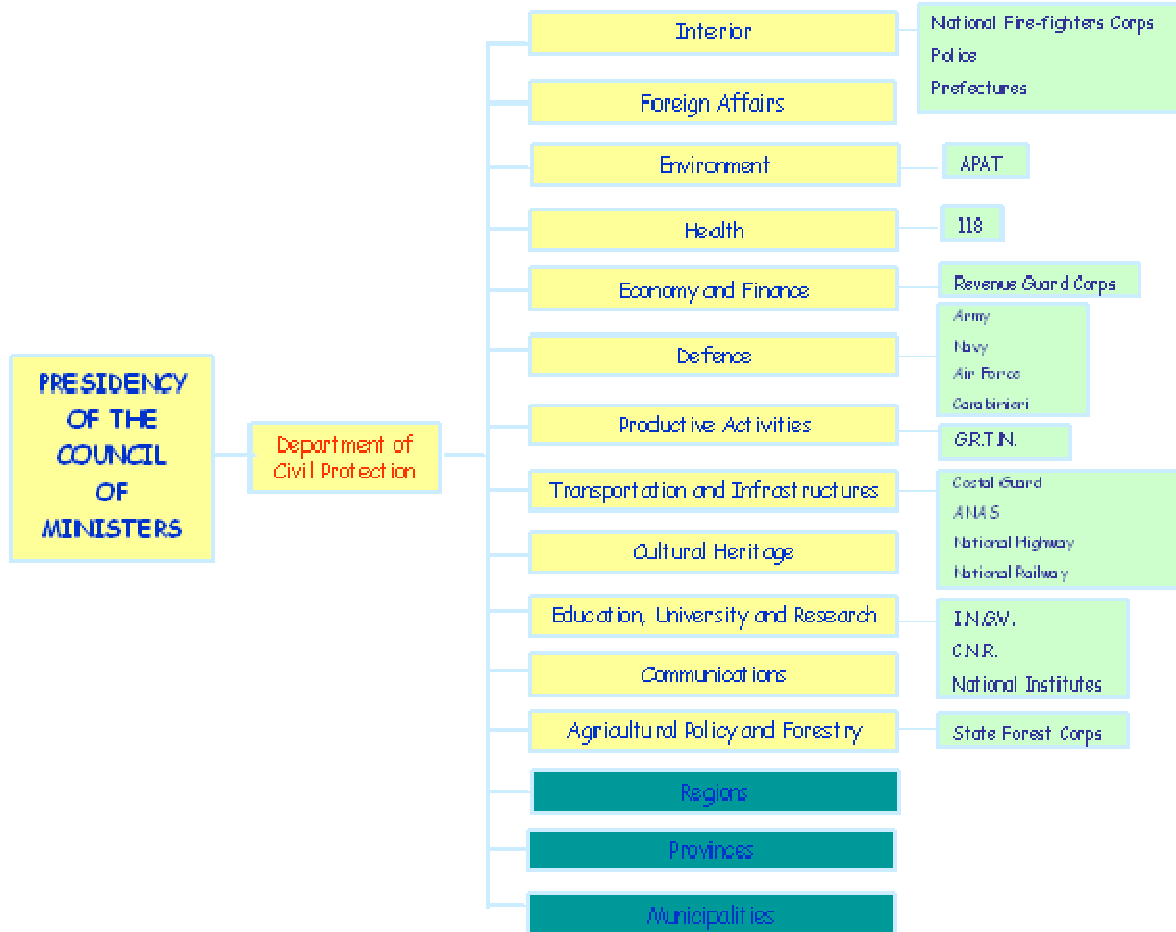 PRESIDENCY
OF THE
COUNCIL
OF
MINISTERS
Department of
Civil Protection
Interior
National Fire-fighters Corps
Police
Prefectures
Foreign Affairs
Environment
APAT
Health
118
Economy and Finance
Revenue Guard Corps
Defence
Army
Navy
Air Force
Carabinieri
Productive Activities
G.R.T.N.
Transportation and Infrastructures
Costal Guard
ANAS
National Highway
National Railway
Cultural Heritage
Education, University and Research
I.N.G.V.
C.N.R.
National Institutes
Communications
Agricultural Policy and Forestry
State Forest Corps
Regions
Provinces
Municipalities